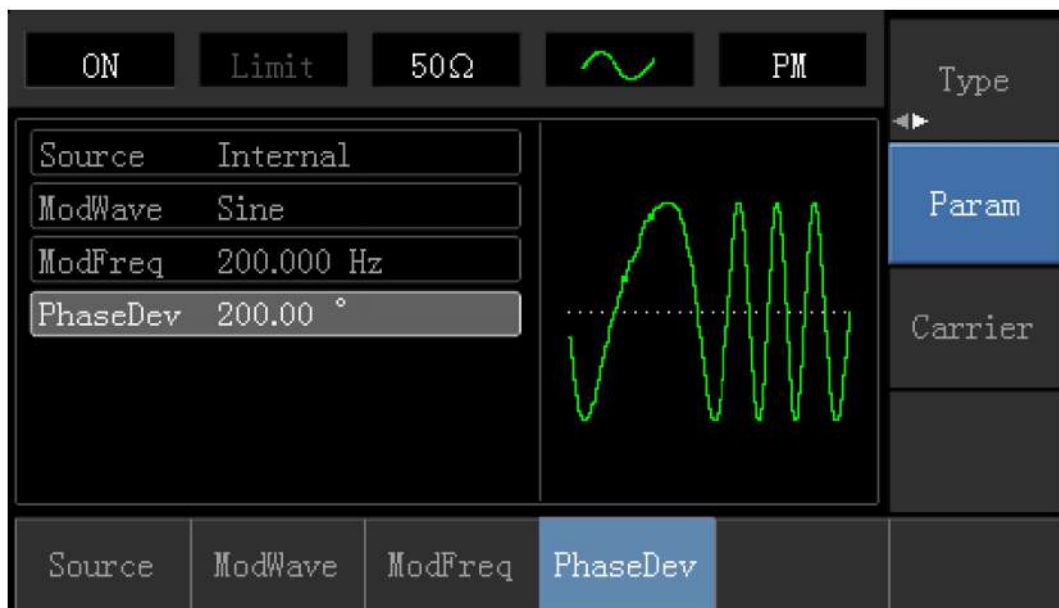 ON Limit 50Ω PM
Type
Source Internal
ModWave Sine
ModFreq 200.000 Hz
PhaseDev 200.00 °
Param
Carrier
Source ModWave ModFreq PhaseDev